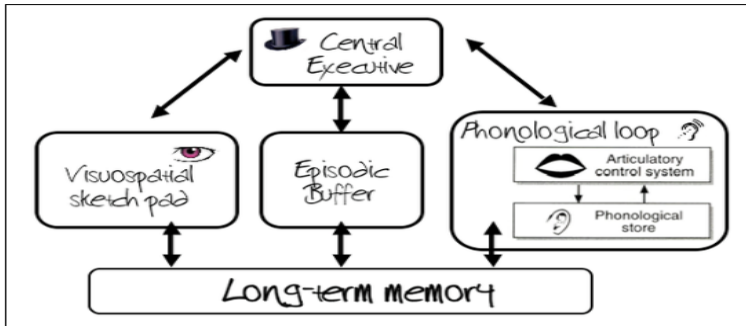 Central
Executive
Visuospatial
sketch pad
Episodic
Buffer
Phonological loop
Articulatory
control system
Phonological
store
Long-term memory